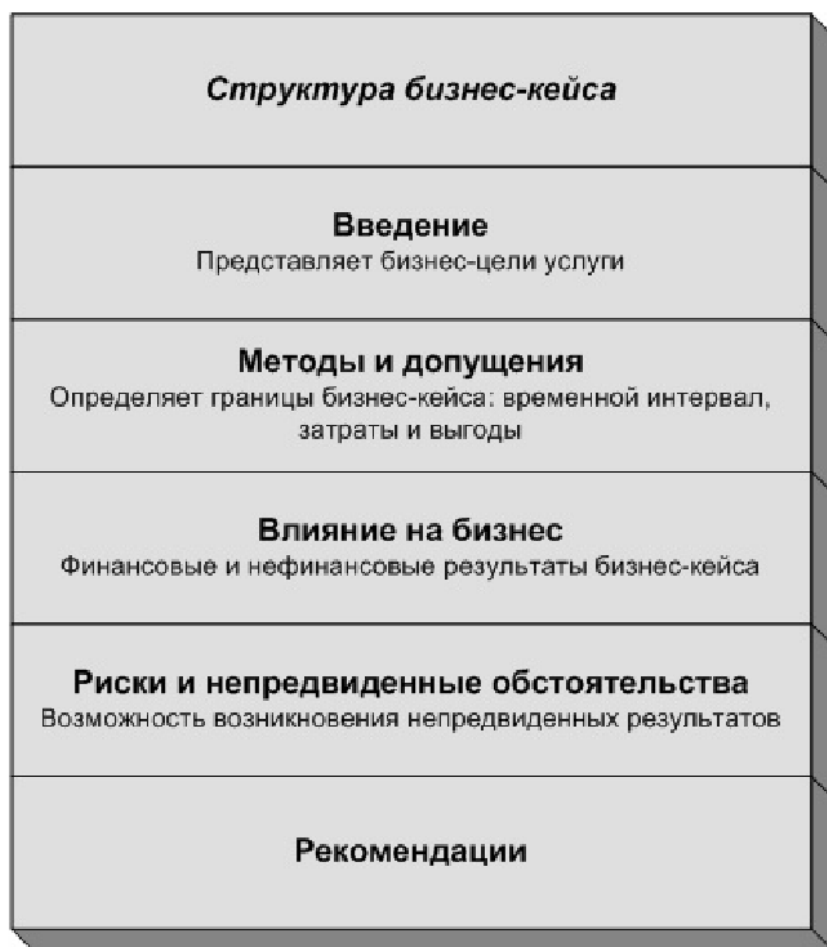 Структура бизнес-кейса
Введение
Представляет бизнес-цели услуги
Методы и допущения
Определяет границы бизнес-кейса: временной интервал,
затраты и выгоды
Влияние на бизнес
Финансовые и нефинансовые результаты бизнес-кейса
Риски и непредвиденные обстоятельства
Возможность возникновения непредвиденных результатов
Рекомендации